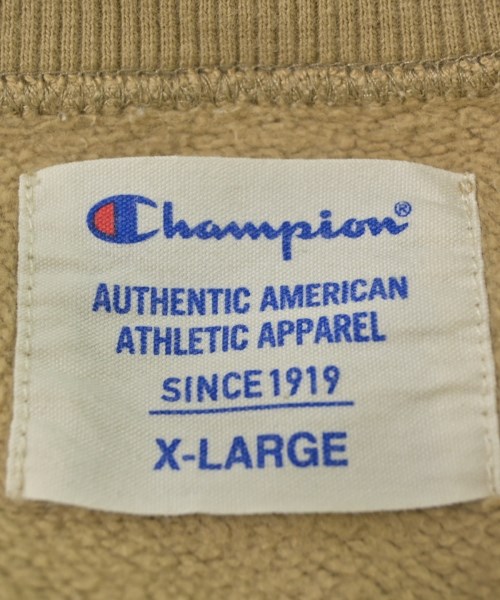 Champion®
AUTHENTIC AMERICAN
ATHLETIC APPAREL
SINCE 1919
X-LARGE